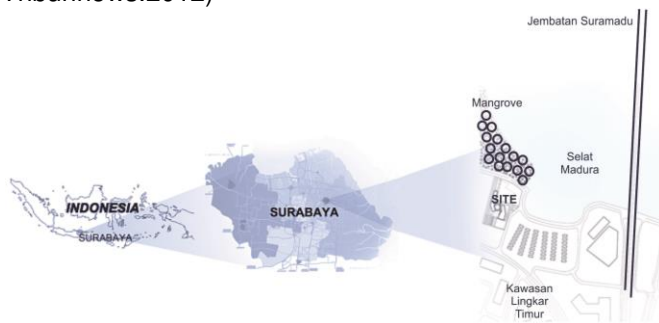 Jembatan Suramadu
Mangrove
Selat
Madura
INDONESIA
SURABAYA
SURABAYA
SITE
Kawasan
Lingkar
Timur